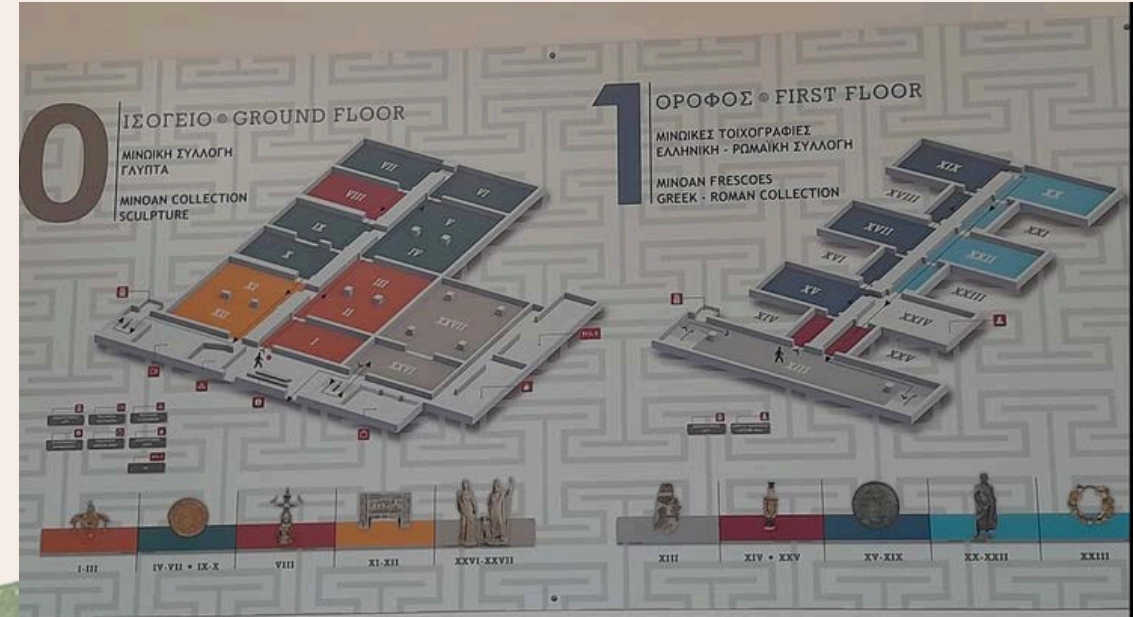 0
ΙΣΟΓΕΙΟ GROUND FLOOR
ΜΙΝΩΙΚΗ ΣΥΛΛΟΓΗ
ΓΛΥΠΤΑ
MINOAN COLLECTION
SCULPTURE
VII
VIII
VI
IX
V
X
IV
XI
III
XII
II
XXVII
I
XXVI
I-III
IV-VII • IX-X
VIII
XI-XII
XXVI-XXVII
1
ΟΡΟΦΟΣ FIRST FLOOR
ΜΙΝΩΙΚΕΣ ΤΟΙΧΟΓΡΑΦΙΕΣ
ΕΛΛΗΝΙΚΗ - ΡΩΜΑΪΚΗ ΣΥΛΛΟΓΗ
MINOAN FRESCOES
GREEK - ROMAN COLLECTION
XIX
XVIII
XX
XVII
XXI
XVI
XXII
XV
XXIII
XIV
XXIV
XXV
XIII
XIII
XIV • XXV
XV-XIX
XX-XXII
XXIII